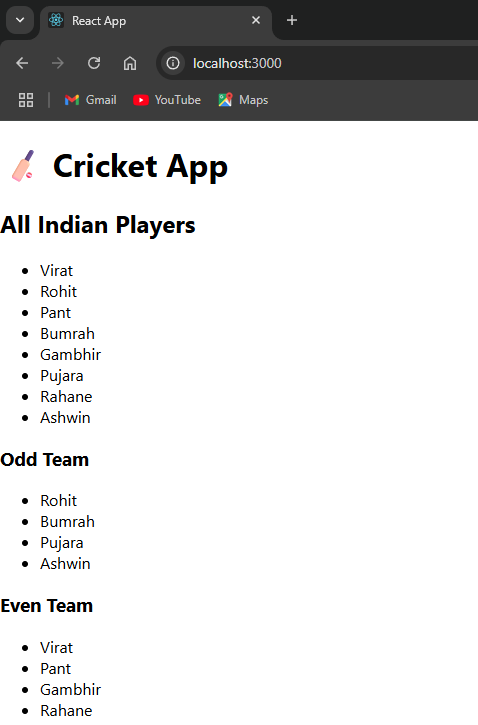 React App
localhost:3000
Gmail YouTube Maps
Cricket App
All Indian Players
Virat
Rohit
Pant
Bumrah
Gambhir
Pujara
Rahane
Ashwin
Odd Team
Rohit
Bumrah
Pujara
Ashwin
Even Team
Virat
Pant
Gambhir
Rahane